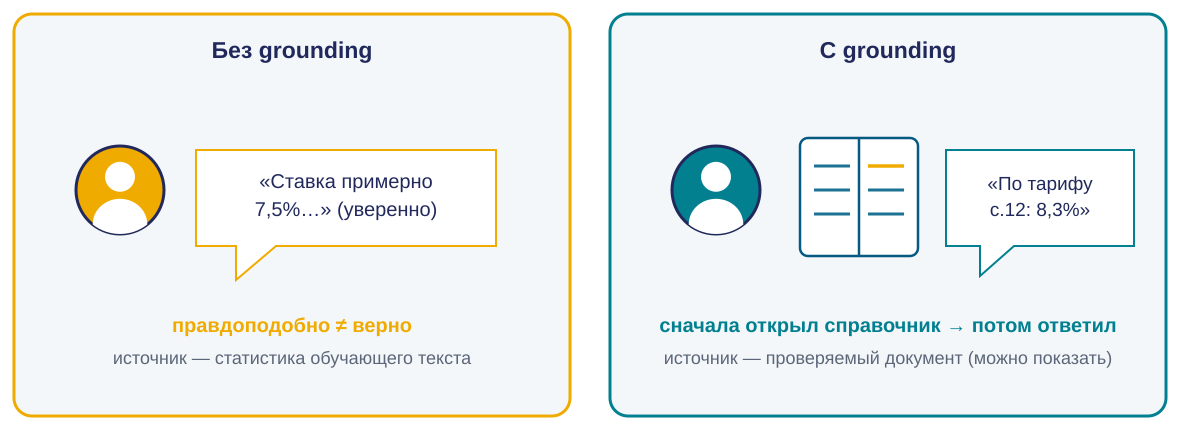 Без grounding
«Ставка примерно
7,5%…» (уверенно)
правдоподобно ≠ верно
источник — статистика обучающего текста
С grounding
«По тарифу
с.12: 8,3%»
сначала открыл справочник → потом ответил
источник — проверяемый документ (можно показать)